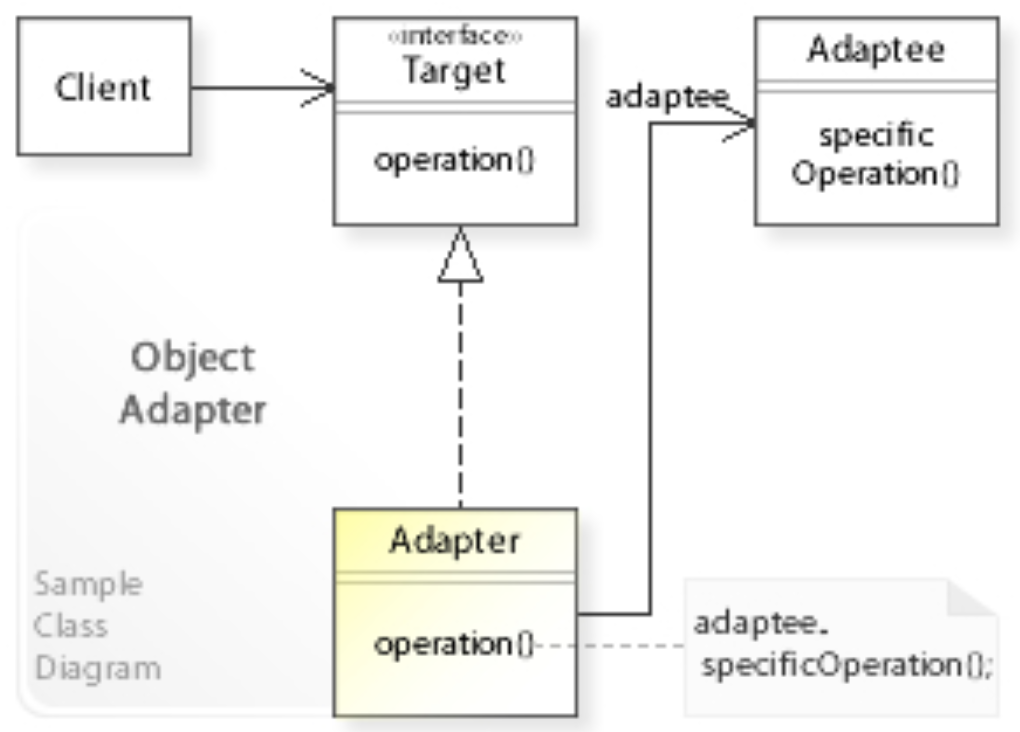 Client
«interface»
Target
operation()
adaptee
Adaptee
specific
Operation()
Object
Adapter
Sample
Class
Diagram
Adapter
operation()
adaptee.
specificOperation();